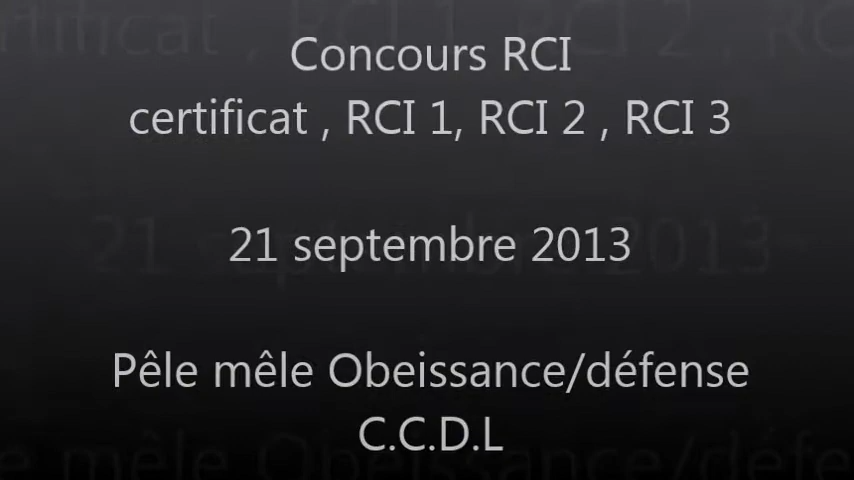 Concours RCI
certificat , RCI 1, RCI 2 , RCI 3
21 septembre 2013
Pêle mêle Obeissance/défense
C.C.D.L